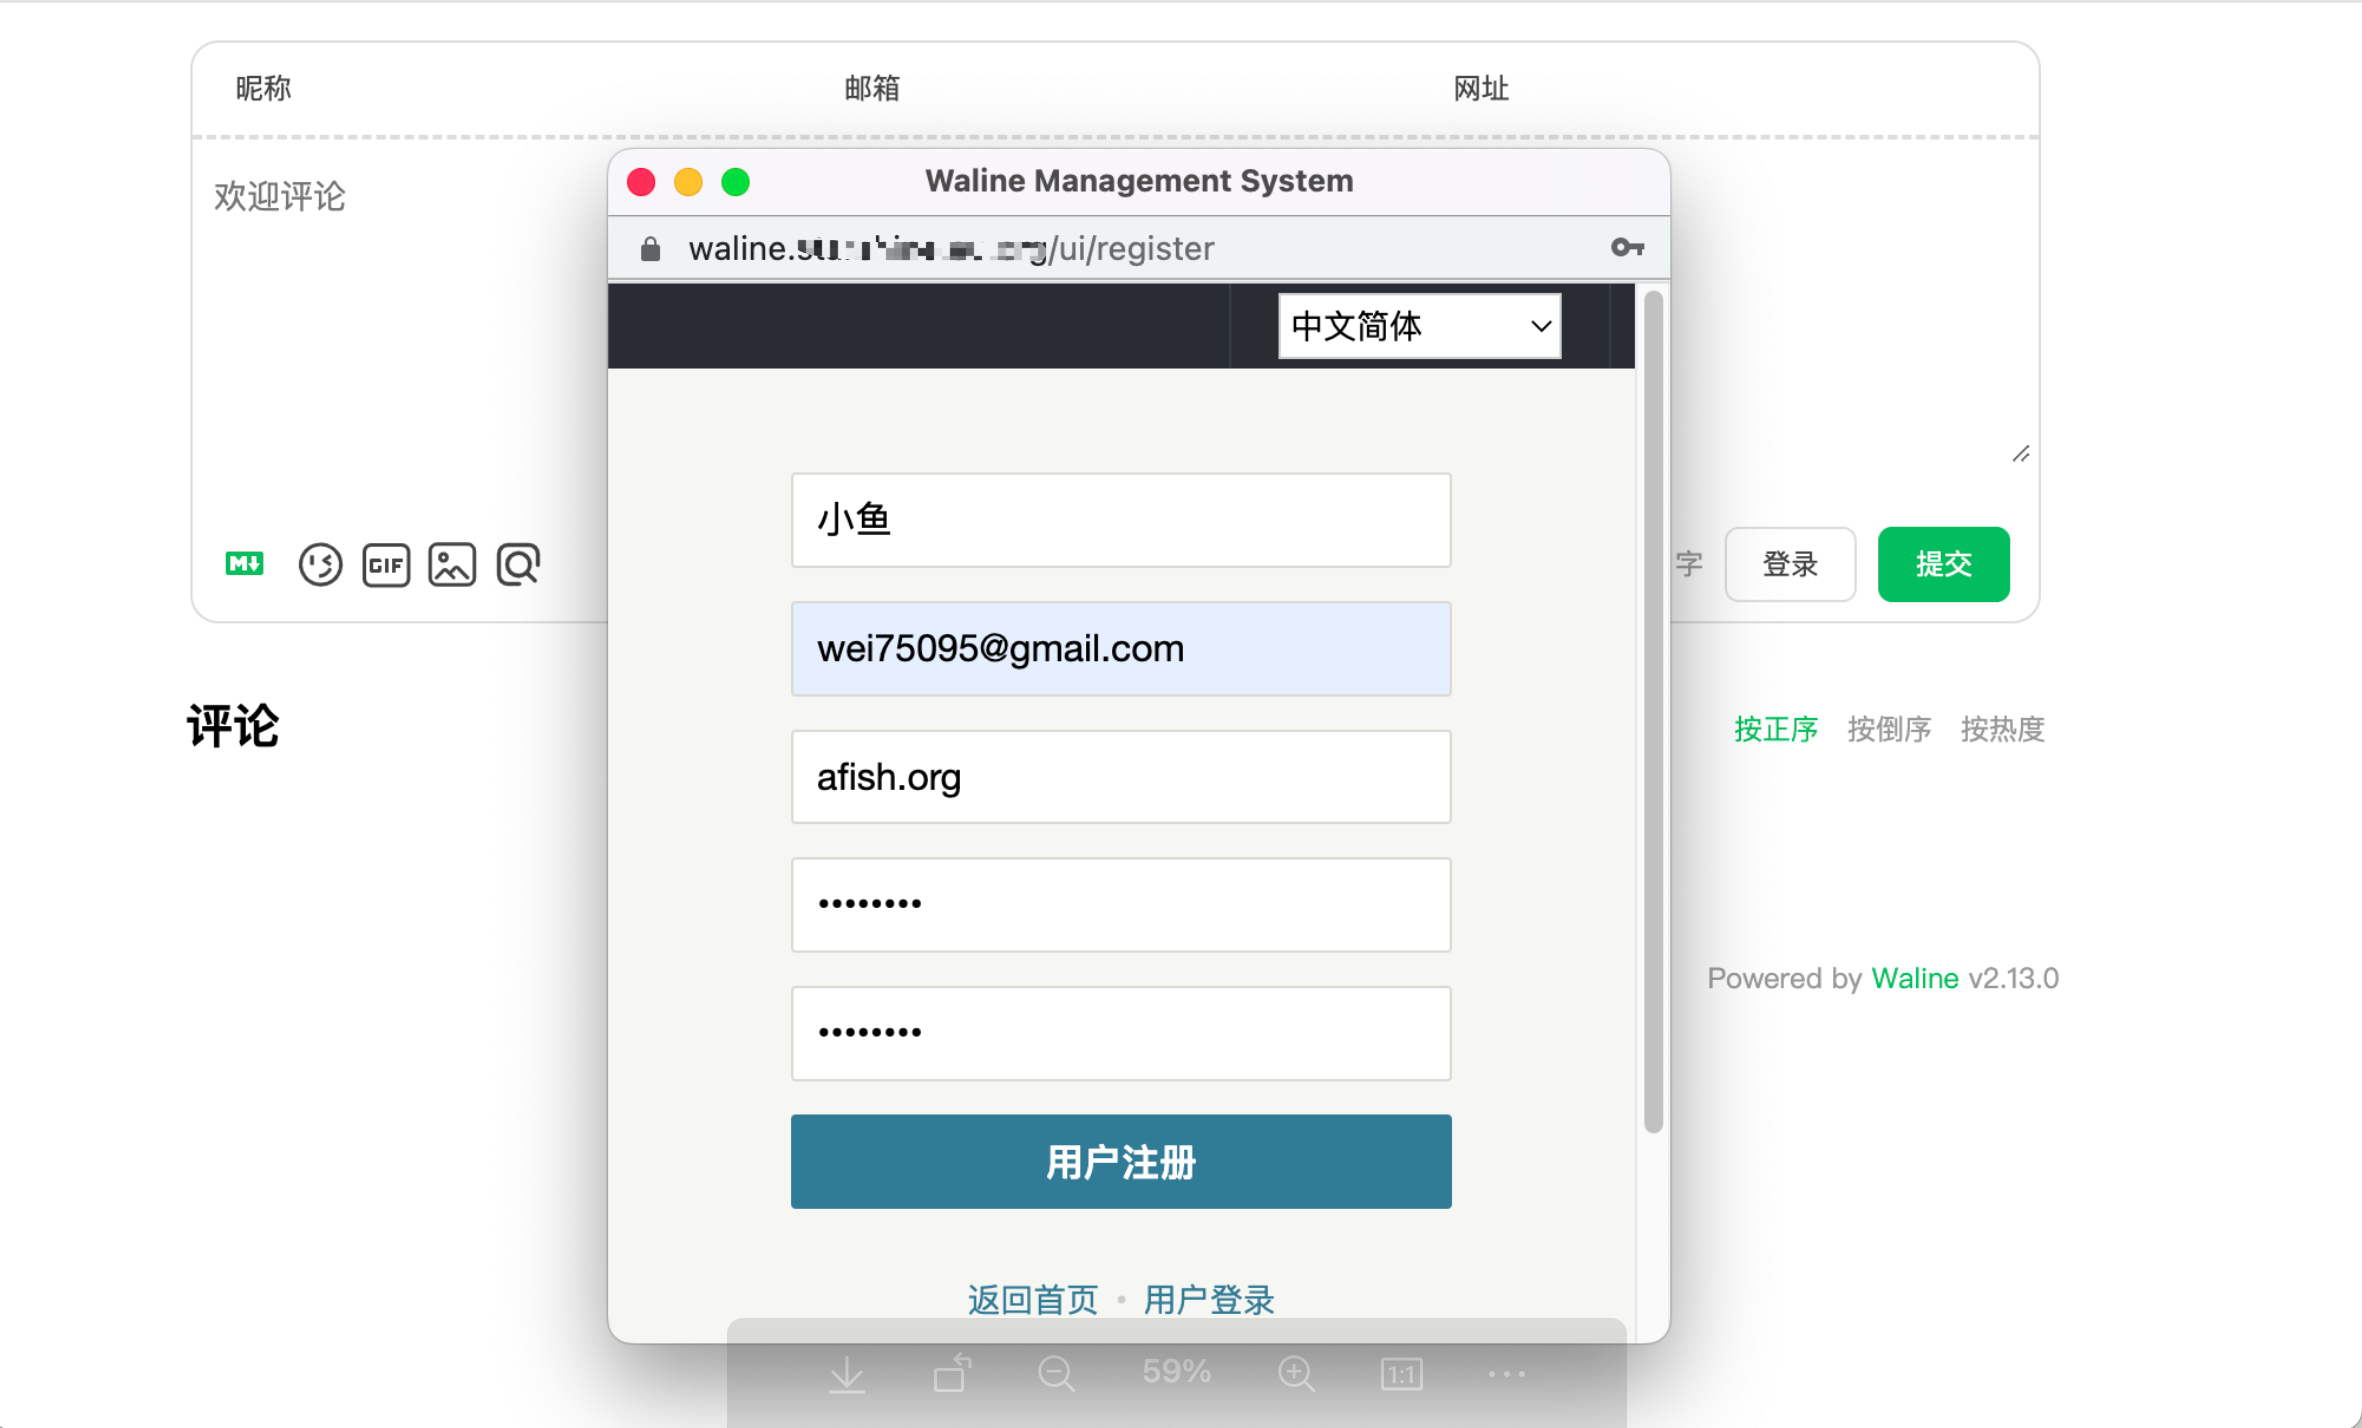 昵称 邮箱 网址
欢迎评论
Waline Management System
/ui/register
中文简体
小鱼
wei75095@gmail.com
afish.org
••••••••
••••••••
用户注册
返回首页 • 用户登录
M↓ GIF 字 登录 提交
评论 按正序 按倒序 按热度
Powered by Waline v2.13.0
59% 1:1